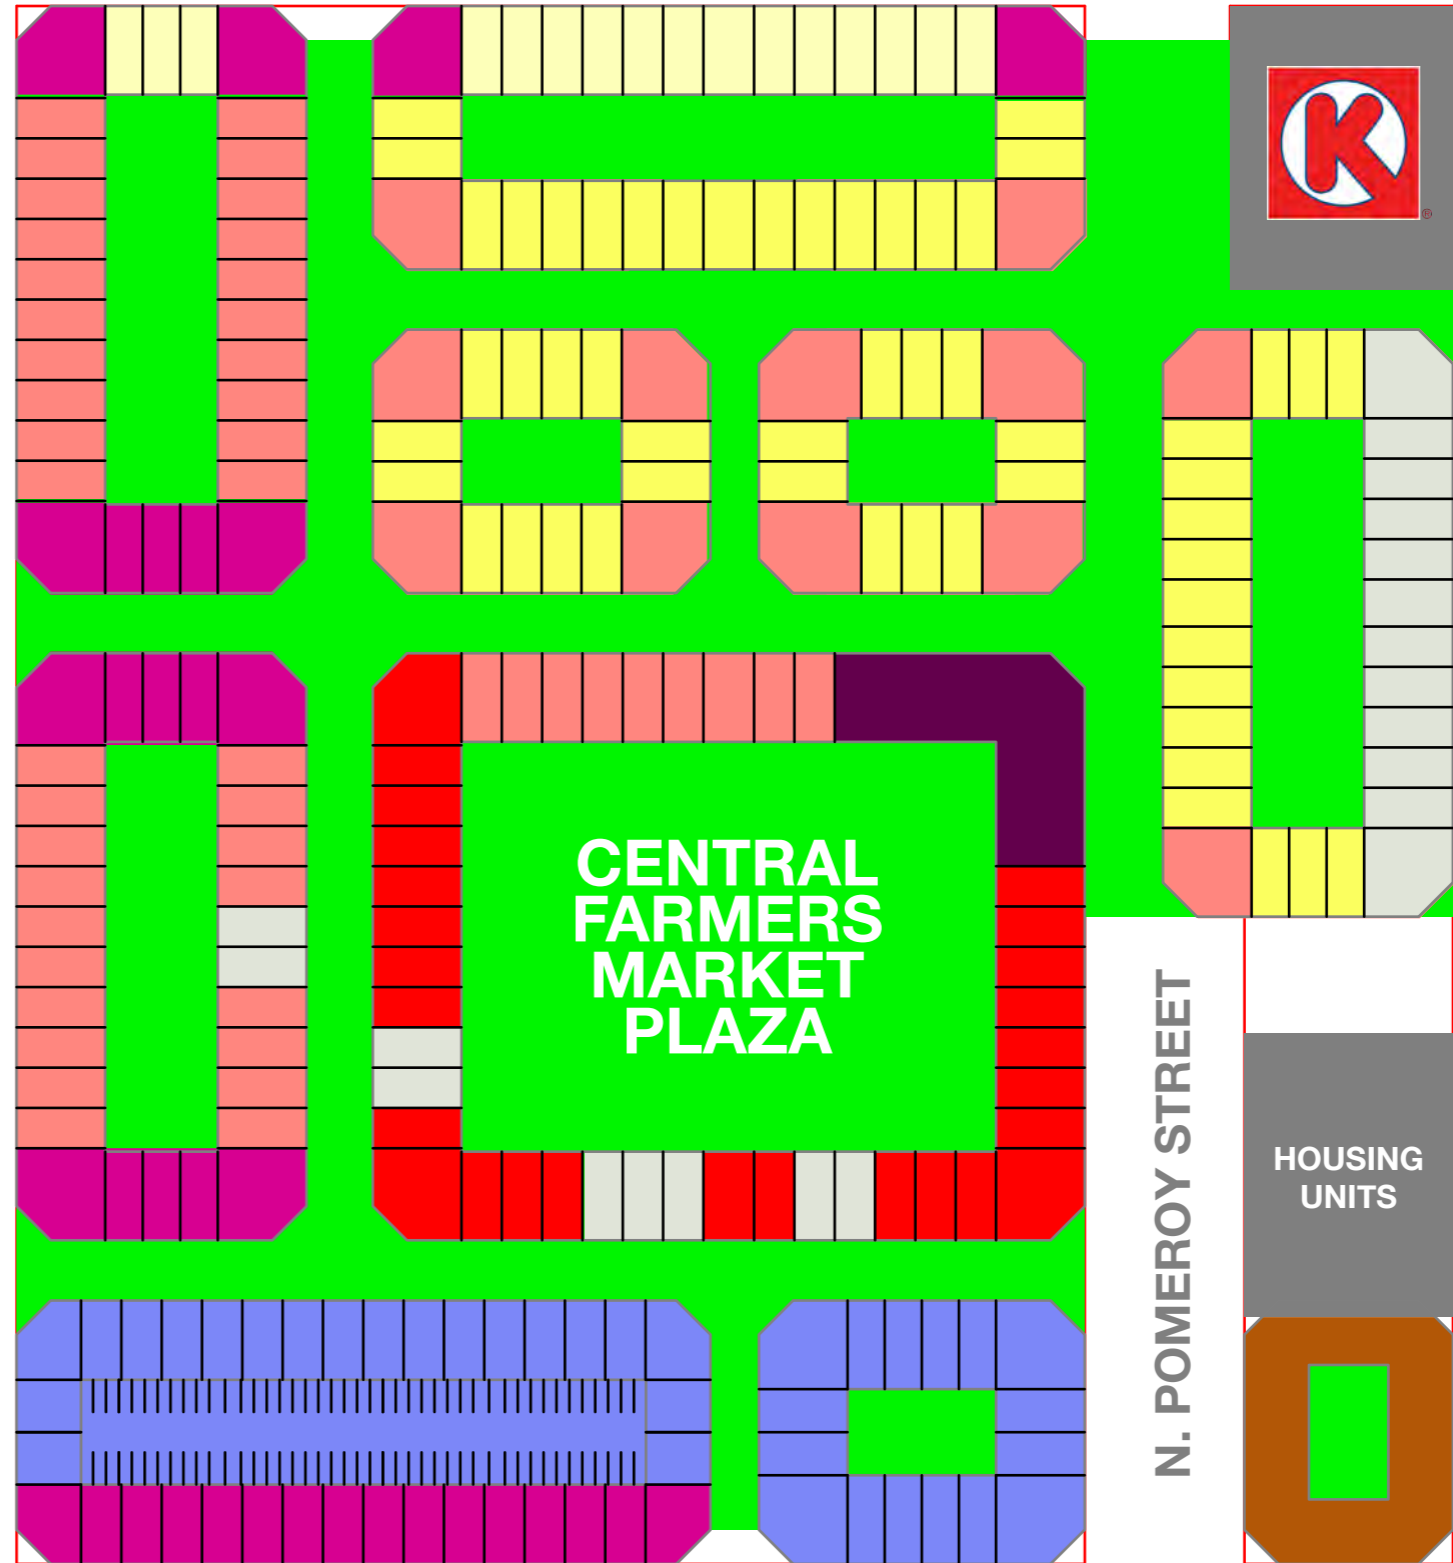 K
®
CENTRAL
FARMERS
MARKET
PLAZA
N. POMEROY STREET
HOUSING
UNITS